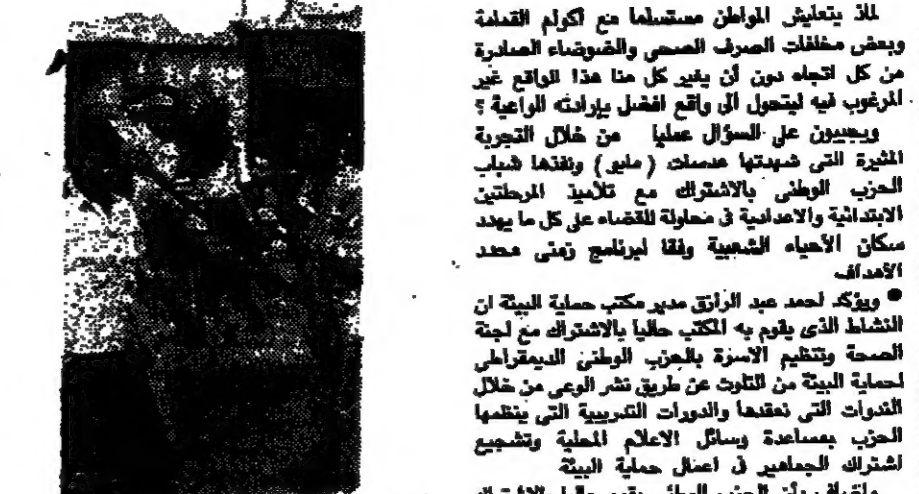 لماذا يتعايش المواطن مستسلما مع أكوام القمامة
وبعض مخلفات الصرف الصحى والضوضاء الصادرة
من كل اتجاه دون أن يغير كل منا هذا الواقع غير
المرغوب فيه ليتحول الى واقع افضل بإرادته الواعية ؟
ويجيبون على السؤال عمليا من خلال التجربة
المثيرة التى شهدتها عدسات ( مايو ) ونفذها شباب
الحزب الوطنى بالاشتراك مع تلاميذ المرحلتين
الابتدائية والاعدادية فى محاولة للقضاء على كل ما يهدد
سكان الأحياء الشعبية وفقا لبرنامج زمنى محدد
الأهداف
● ويؤكد احمد عبد الرازق مدير مكتب حماية البيئة ان
النشاط الذى يقوم به المكتب حاليا بالاشتراك مع لجنة
الصحة وتنظيم الاسرة بالحزب الوطنى الديمقراطى
لحماية البيئة من التلوث عن طريق نشر الوعى من خلال
الندوات التى نعقدها والدورات التدريبية التى ينظمها
الحزب بمساعدة وسائل الاعلام المحلية وتشجيع
اشتراك الجماهير فى اعمال حماية البيئة